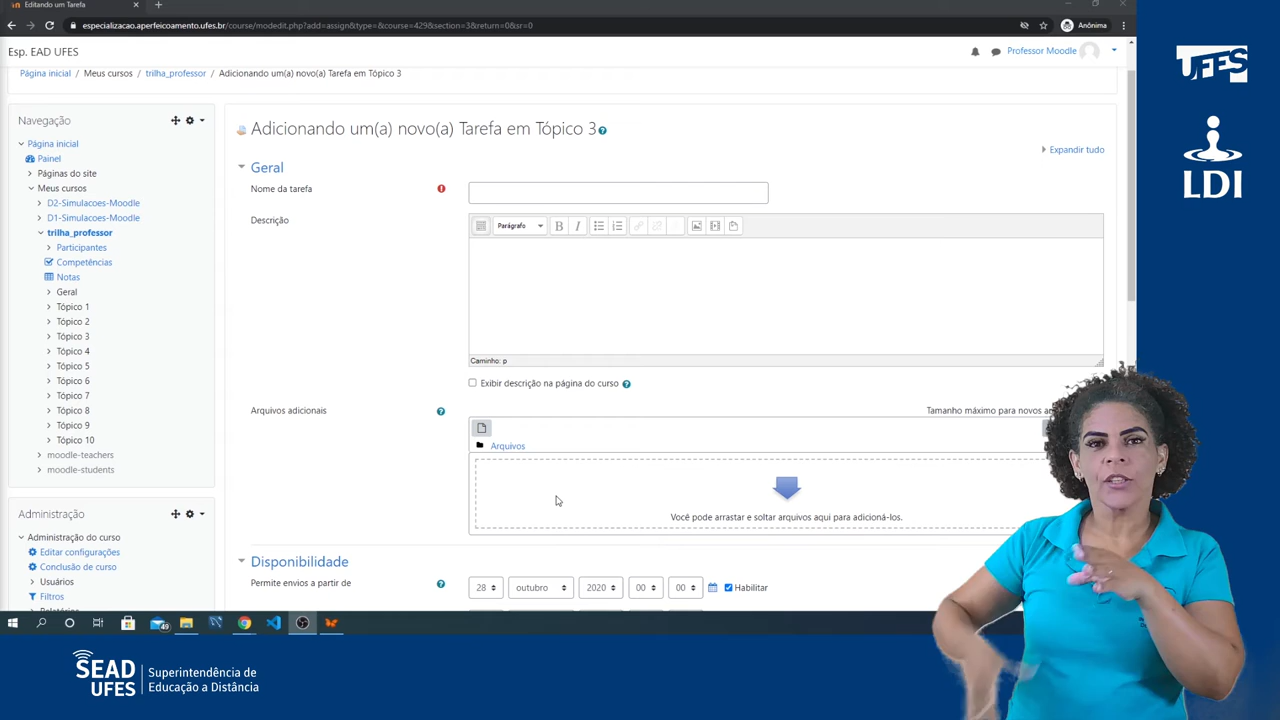 Editando um Tarefa
especializacao.aperfeicoamento.ufes.br/course/modedit.php?add=assign&type=&course=429&section=3&return=0&sr=0
Anônima
Esp. EAD UFES
Professor Moodle
Página inicial / Meus cursos / trilha_professor / Adicionando um(a) novo(a) Tarefa em Tópico 3
Navegação
Página inicial
Painel
Páginas do site
Meus cursos
D2-Simulacoes-Moodle
D1-Simulacoes-Moodle
trilha_professor
Participantes
Competências
Notas
Geral
Tópico 1
Tópico 2
Tópico 3
Tópico 4
Tópico 5
Tópico 6
Tópico 7
Tópico 8
Tópico 9
Tópico 10
moodle-teachers
moodle-students
Administração
Administração do curso
Editar configurações
Conclusão de curso
Usuários
Filtros
Relatórios
Adicionando um(a) novo(a) Tarefa em Tópico 3
Expandir tudo
Geral
Nome da tarefa
Descrição
Parágrafo
B I
Caminho: p
Exibir descrição na página do curso
Arquivos adicionais
Tamanho máximo para novos
Arquivos
Você pode arrastar e soltar arquivos aqui para adicioná-los.
Disponibilidade
Permite envios a partir de
28 outubro 2020 00 00 Habilitar
49
UFES
LDI
SEAD UFES
Superintendência de
Educação a Distância